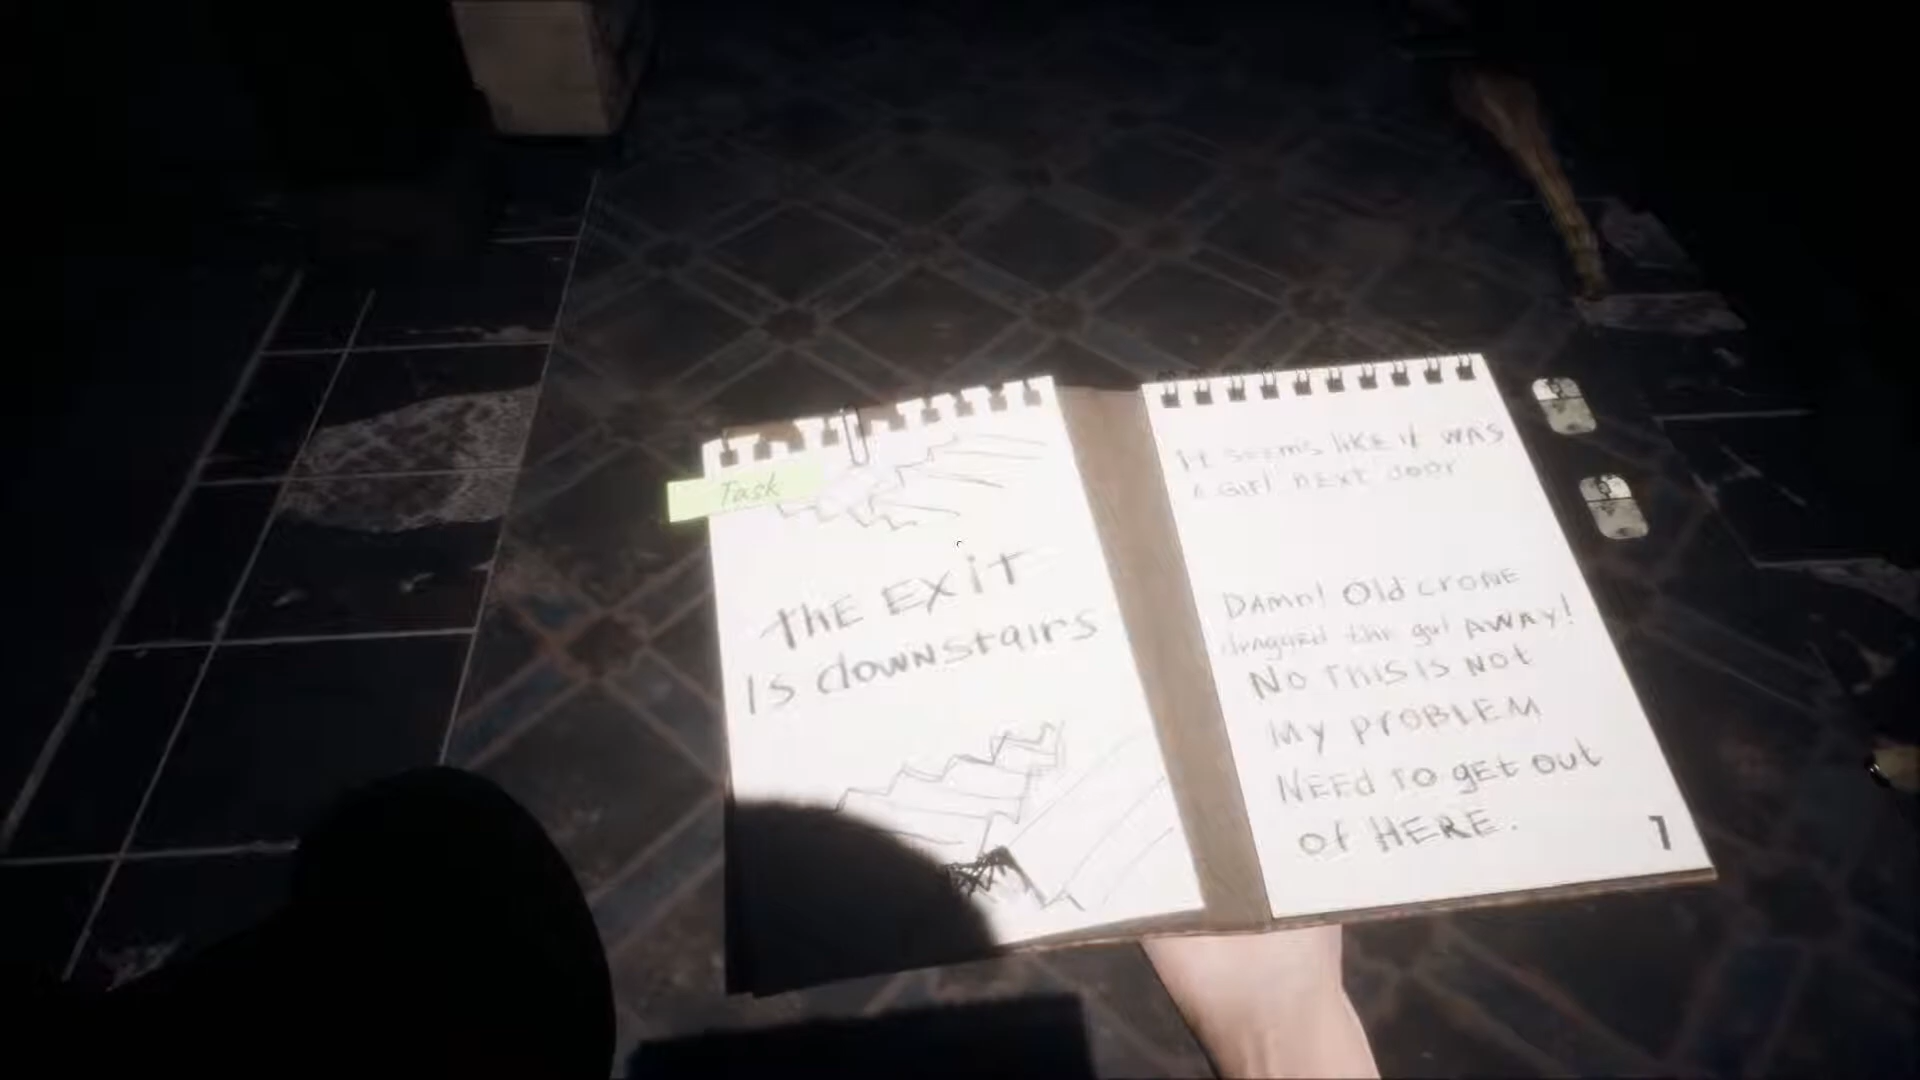 Task
thE EXiT
Is downstairs
It seems like it WAS
A Girl next door
DAmn! Old crone
dragged the girl AWAY!
No This is Not
My proBlEM
NEEd To gEt out
of HERE.
1